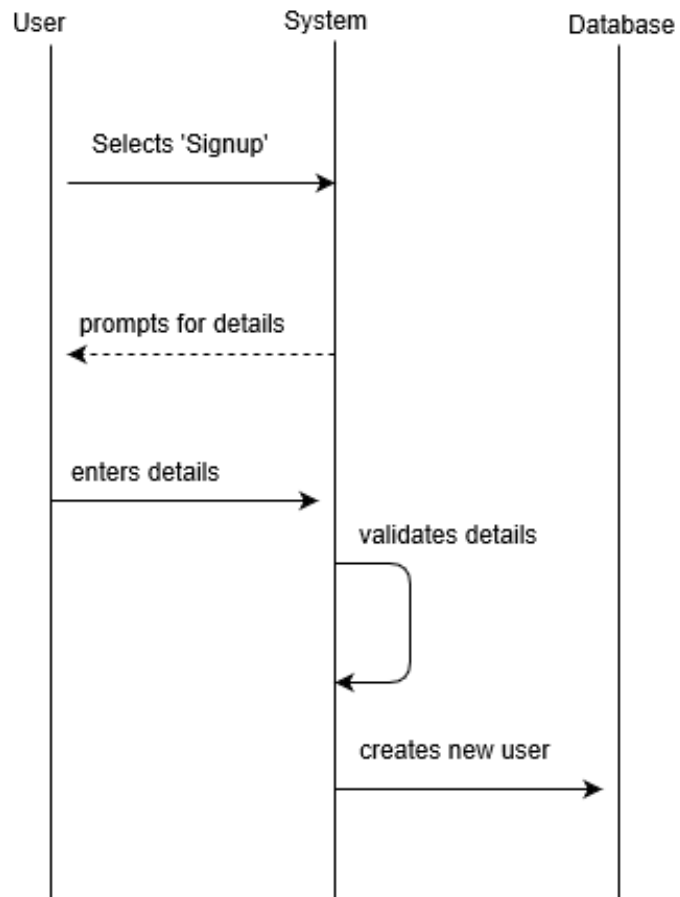 User
System
Database
Selects 'Signup'
prompts for details
enters details
validates details
creates new user